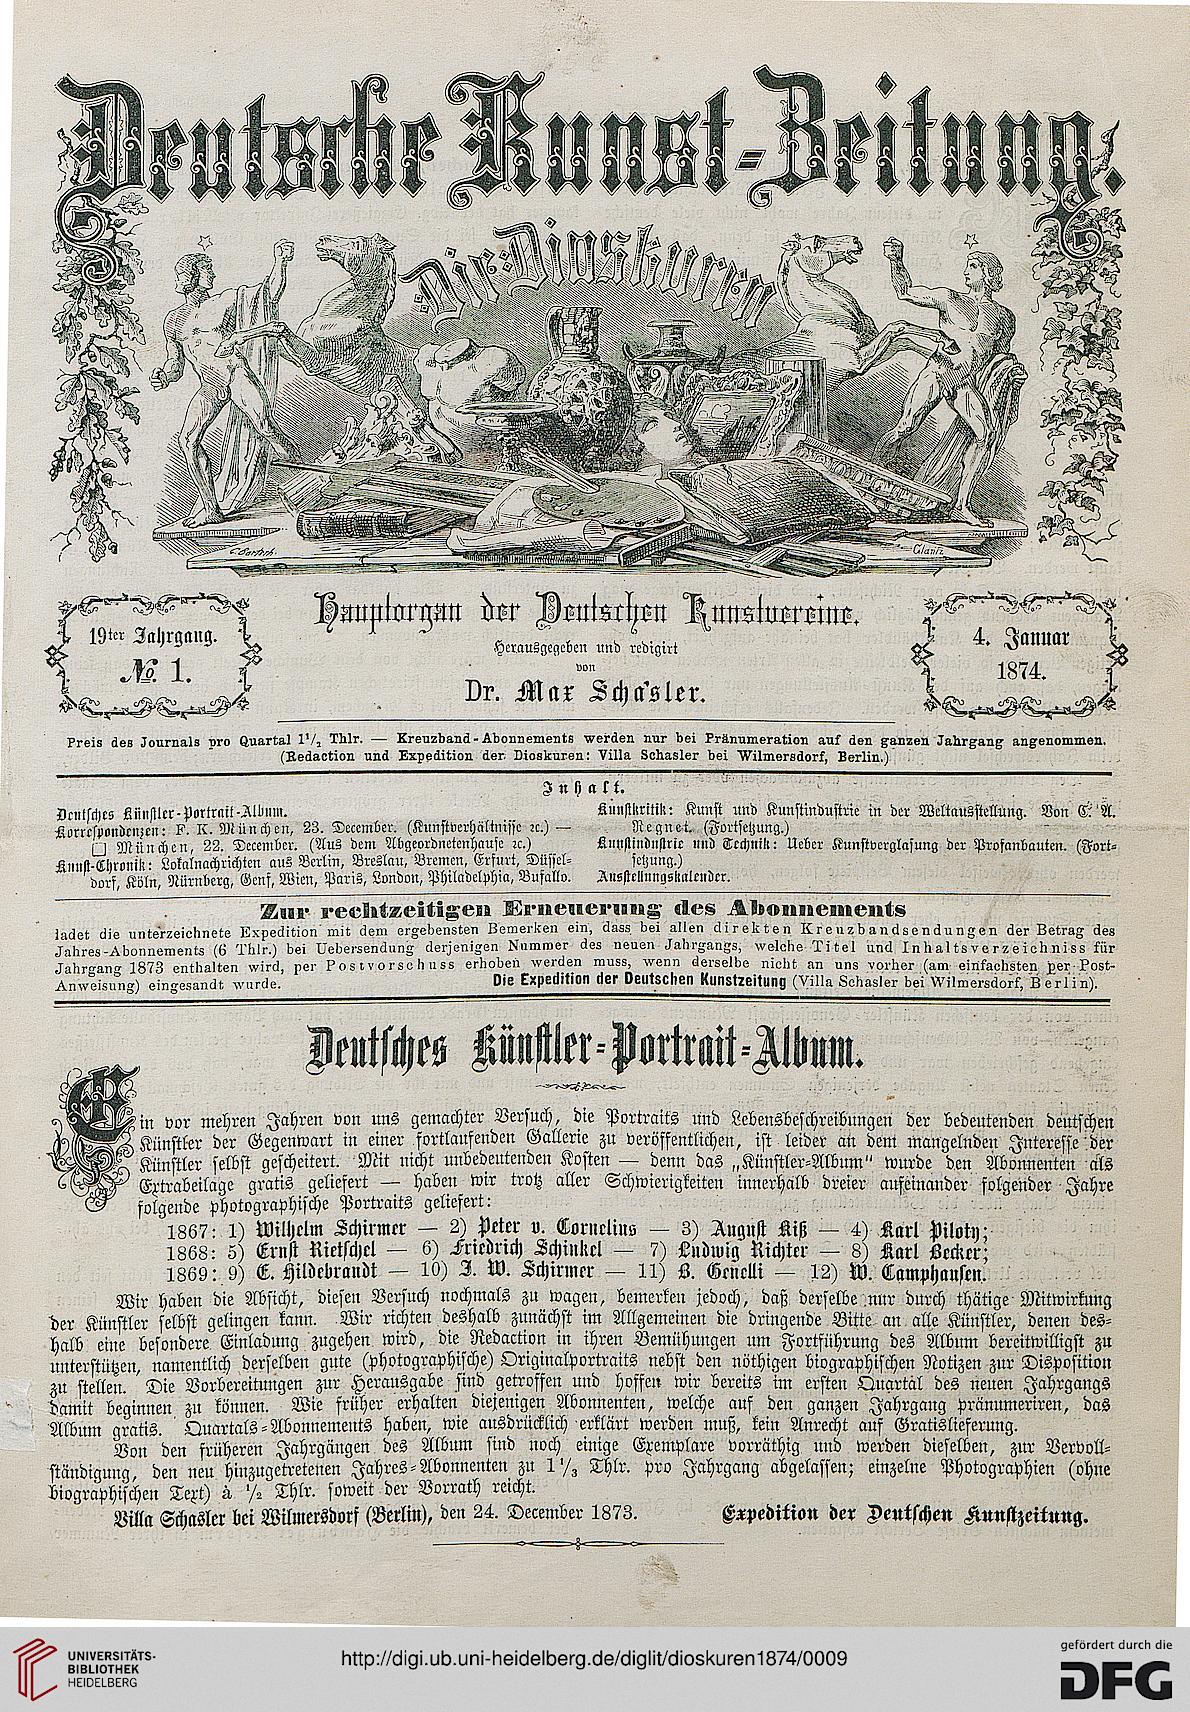 Deutsche Kunst-Zeitung.
Die Dioskuren
C. Bartsch.
Hauptorgan der Deutschen Kunstvereine.
19ter Jahrgang.
No. 1.
Herausgegeben und redigirt
von
Dr. Max Schasler.
4. Januar
1874.
Preis des Journals pro Quartal 1¹/₂ Thlr. — Kreuzband-Abonnements werden nur bei Pränumeration auf den ganzen Jahrgang angenommen.
(Redaction und Expedition der Dioskuren: Villa Schasler bei Wilmersdorf, Berlin.)
Inhalt.
Deutsches Künstler-Portrait-Album.
Korrespondenzen: F. K. München, 23. December. (Kunstverhältnisse ꝛc.) —
□ München, 22. December. (Aus dem Abgeordnetenhause ꝛc.)
Kunst-Chronik: Lokalnachrichten aus Berlin, Breslau, Bremen, Erfurt, Düssel-
dorf, Köln, Nürnberg, Genf, Wien, Paris, London, Philadelphia, Bufallo.
Kunstkritik: Kunst und Kunstindustrie in der Weltausstellung. Von C. A.
Regnet. (Fortsetzung.)
Kunstindustrie und Technik: Ueber Kunstverglasung der Profanbauten. (Fort-
setzung.)
Ausstellungskalender.
Zur rechtzeitigen Erneuerung des Abonnements
ladet die unterzeichnete Expedition mit dem ergebensten Bemerken ein, dass bei allen direkten Kreuzbandsendungen der Betrag des
Jahres-Abonnements (6 Thlr.) bei Uebersendung derjenigen Nummer des neuen Jahrgangs, welche Titel und Inhaltsverzeichniss für
Jahrgang 1873 enthalten wird, per Postvorschuss erhoben werden muss, wenn derselbe nicht an uns vorher (am einfachsten per Post-
Anweisung) eingesandt wurde. Die Expedition der Deutschen Kunstzeitung (Villa Schasler bei Wilmersdorf, Berlin).
Deutsches Künstler-Portrait-Album.
Ein vor mehren Jahren von uns gemachter Versuch, die Portraits und Lebensbeschreibungen der bedeutenden deutschen
Künstler der Gegenwart in einer fortlaufenden Gallerie zu veröffentlichen, ist leider an dem mangelnden Interesse der
Künstler selbst gescheitert. Mit nicht unbedeutenden Kosten — denn das „Künstler-Album“ wurde den Abonnenten als
Extrabeilage gratis geliefert — haben wir trotz aller Schwierigkeiten innerhalb dreier aufeinander folgender Jahre
folgende photographische Portraits geliefert:
1867: 1) Wilhelm Schirmer — 2) Peter v. Cornelius — 3) August Kiß — 4) Karl Piloty;
1868: 5) Ernst Rietschel — 6) Friedrich Schinkel — 7) Ludwig Richter — 8) Karl Becker;
1869: 9) E. Hildebrandt — 10) J. W. Schirmer — 11) B. Genelli — 12) W. Camphausen.
Wir haben die Absicht, diesen Versuch nochmals zu wagen, bemerken jedoch, daß derselbe nur durch thätige Mitwirkung
der Künstler selbst gelingen kann. Wir richten deshalb zunächst im Allgemeinen die dringende Bitte an alle Künstler, denen des-
halb eine besondere Einladung zugehen wird, die Redaction in ihren Bemühungen um Fortführung des Album bereitwilligst zu
unterstützen, namentlich derselben gute (photographische) Originalportraits nebst den nöthigen biographischen Notizen zur Disposition
zu stellen. Die Vorbereitungen zur Herausgabe sind getroffen und hoffen wir bereits im ersten Quartal des neuen Jahrgangs
damit beginnen zu können. Wie früher erhalten diejenigen Abonnenten, welche auf den ganzen Jahrgang pränumeriren, das
Album gratis. Quartals-Abonnements haben, wie ausdrücklich erklärt werden muß, kein Anrecht auf Gratislieferung.
Von den früheren Jahrgängen des Album sind noch einige Exemplare vorräthig und werden dieselben, zur Vervoll-
ständigung, den neu hinzugetretenen Jahres-Abonnenten zu 1¹/₃ Thlr. pro Jahrgang abgelassen; einzelne Photographien (ohne
biographischen Text) à ¹/₂ Thlr. soweit der Vorrath reicht.
Villa Schasler bei Wilmersdorf (Berlin), den 24. December 1873. Expedition der Deutschen Kunstzeitung.
UNIVERSITÄTS-
BIBLIOTHEK
HEIDELBERG
http://digi.ub.uni-heidelberg.de/diglit/dioskuren1874/0009
gefördert durch die
DFG